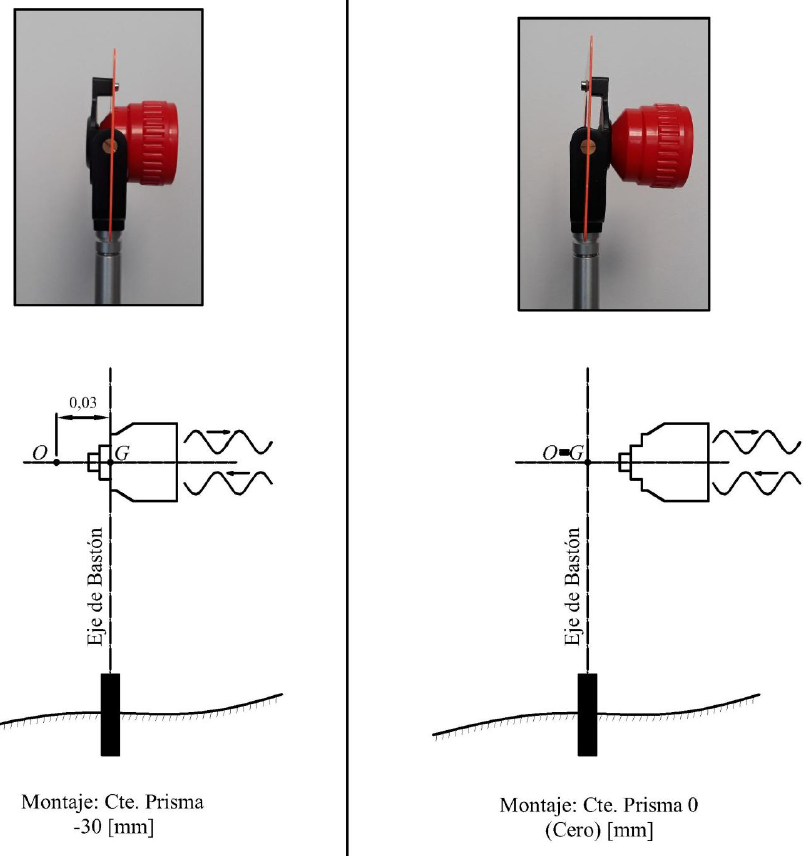 0,03
O
G
Eje de Bastón
Montaje: Cte. Prisma
-30 [mm]
O=G
Eje de Bastón
Montaje: Cte. Prisma 0
(Cero) [mm]